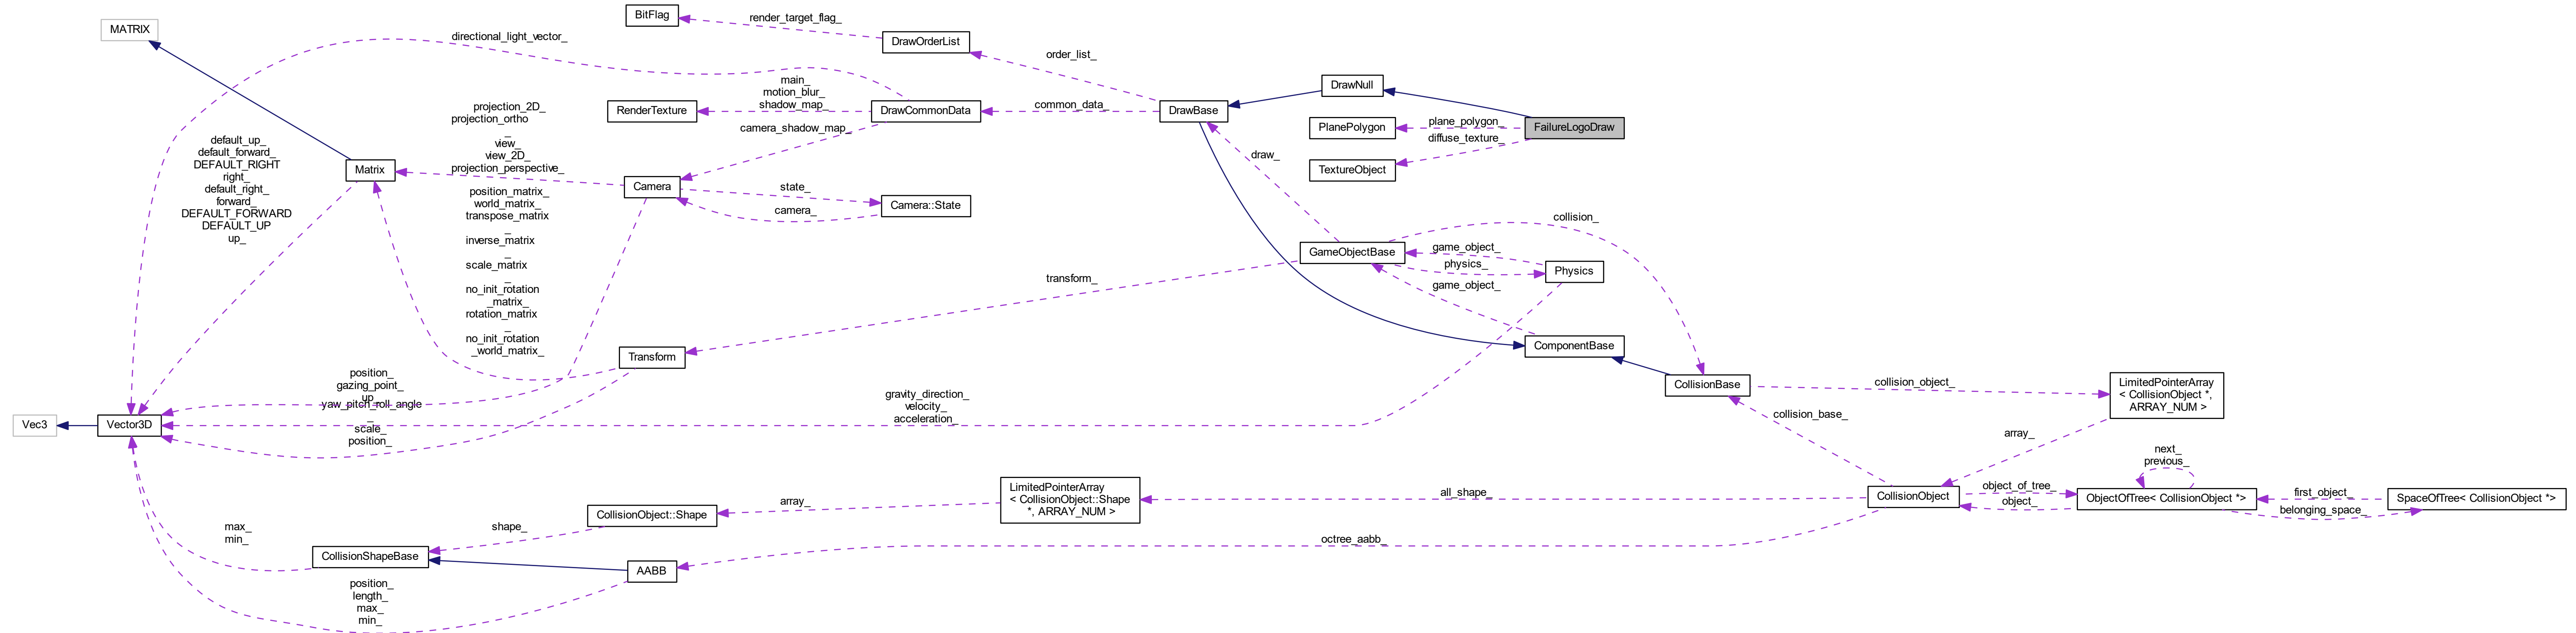 BitFlag
render_target_flag_
DrawOrderList
order_list_
MATRIX
directional_light_vector_
main_
motion_blur_
shadow_map_
RenderTexture
DrawCommonData
common_data_
DrawBase
DrawNull
FailureLogoDraw
plane_polygon_
PlanePolygon
diffuse_texture_
TextureObject
camera_shadow_map_
projection_2D_
projection_ortho
_
view_
view_2D_
projection_perspective_
Matrix
default_up_
default_forward_
DEFAULT_RIGHT
right_
default_right_
forward_
DEFAULT_FORWARD
DEFAULT_UP
up_
Camera
state_
camera_
Camera::State
draw_
position_matrix_
world_matrix_
transpose_matrix
_
inverse_matrix
_
scale_matrix
_
no_init_rotation
_matrix_
rotation_matrix
_
no_init_rotation
_world_matrix_
GameObjectBase
collision_
game_object_
physics_
game_object_
Physics
transform_
Transform
ComponentBase
CollisionBase
collision_object_
LimitedPointerArray
< CollisionObject *,
ARRAY_NUM >
position_
gazing_point_
up_
yaw_pitch_roll_angle
_
scale_
position_
gravity_direction_
velocity_
acceleration_
Vec3
Vector3D
collision_base_
array_
next_
previous_
CollisionObject
object_of_tree_
object_
ObjectOfTree< CollisionObject *>
first_object_
belonging_space_
SpaceOfTree< CollisionObject *>
all_shape_
LimitedPointerArray
< CollisionObject::Shape
*, ARRAY_NUM >
array_
CollisionObject::Shape
shape_
max_
min_
CollisionShapeBase
octree_aabb_
AABB
position_
length_
max_
min_